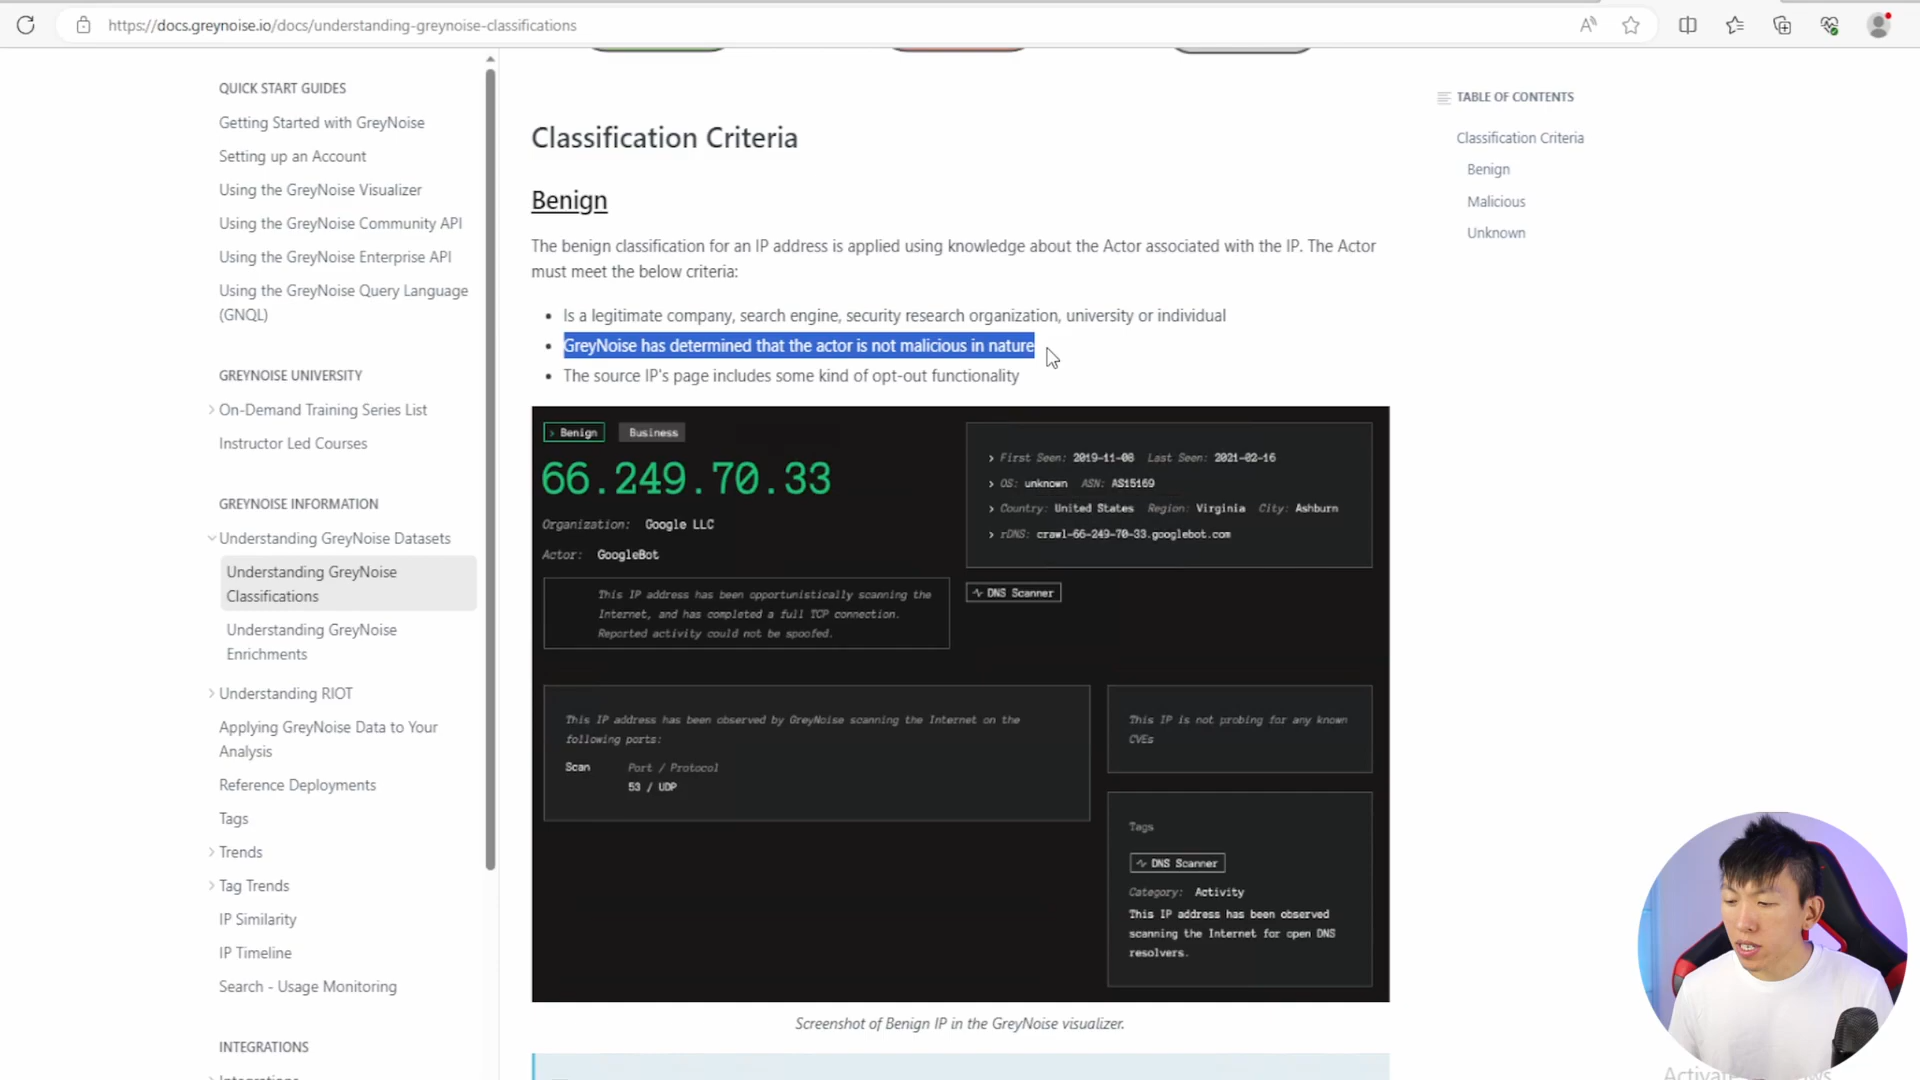 https://docs.greynoise.io/docs/understanding-greynoise-classifications
QUICK START GUIDES
Getting Started with GreyNoise
Setting up an Account
Using the GreyNoise Visualizer
Using the GreyNoise Community API
Using the GreyNoise Enterprise API
Using the GreyNoise Query Language
(GNQL)
GREYNOISE UNIVERSITY
On-Demand Training Series List
Instructor Led Courses
GREYNOISE INFORMATION
Understanding GreyNoise Datasets
Understanding GreyNoise
Classifications
Understanding GreyNoise
Enrichments
Understanding RIOT
Applying GreyNoise Data to Your
Analysis
Reference Deployments
Tags
Trends
Tag Trends
IP Similarity
IP Timeline
Search - Usage Monitoring
INTEGRATIONS
Integrations
Classification Criteria
Benign
The benign classification for an IP address is applied using knowledge about the Actor associated with the IP. The Actor
must meet the below criteria:
• Is a legitimate company, search engine, security research organization, university or individual
• GreyNoise has determined that the actor is not malicious in nature
• The source IP's page includes some kind of opt-out functionality
> Benign Business
66.249.70.33
Organization: Google LLC
Actor: GoogleBot
This IP address has been opportunistically scanning the
Internet, and has completed a full TCP connection.
Reported activity could not be spoofed.
> First Seen: 2019-11-08 Last Seen: 2021-02-16
> OS: unknown ASN: AS15169
> Country: United States Region: Virginia City: Ashburn
> rDNS: crawl-66-249-70-33.googlebot.com
DNS Scanner
This IP address has been observed by GreyNoise scanning the Internet on the
following ports:
Scan Port / Protocol
53 / UDP
This IP is not probing for any known
CVEs
Tags
DNS Scanner
Category: Activity
This IP address has been observed
scanning the Internet for open DNS
resolvers.
Screenshot of Benign IP in the GreyNoise visualizer.
TABLE OF CONTENTS
Classification Criteria
Benign
Malicious
Unknown